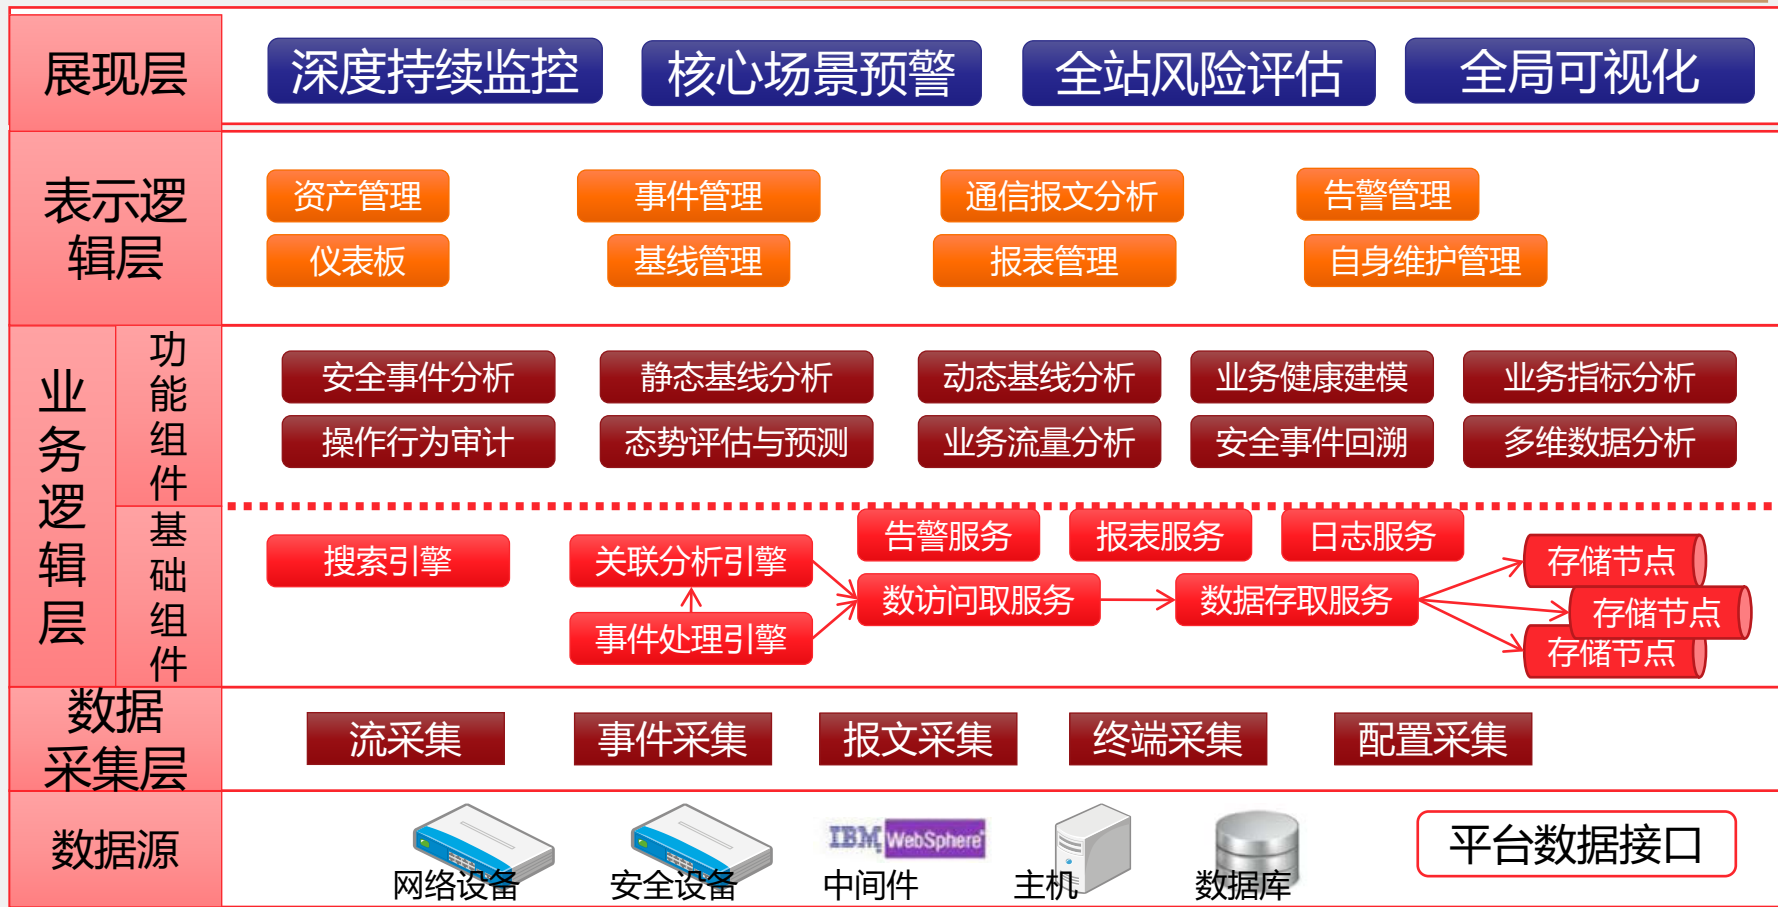 展现层
深度持续监控
核心场景预警
全站风险评估
全局可视化
表示逻
辑层
资产管理
事件管理
通信报文分析
告警管理
仪表板
基线管理
报表管理
自身维护管理
业
务
逻
辑
层
功
能
组
件
安全事件分析
静态基线分析
动态基线分析
业务健康建模
业务指标分析
操作行为审计
态势评估与预测
业务流量分析
安全事件回溯
多维数据分析
基
础
组
件
搜索引擎
关联分析引擎
事件处理引擎
告警服务
报表服务
日志服务
数访问取服务
数据存取服务
存储节点
存储节点
存储节点
数据
采集层
流采集
事件采集
报文采集
终端采集
配置采集
数据源
网络设备
安全设备
IBM WebSphere
中间件
主机
数据库
平台数据接口